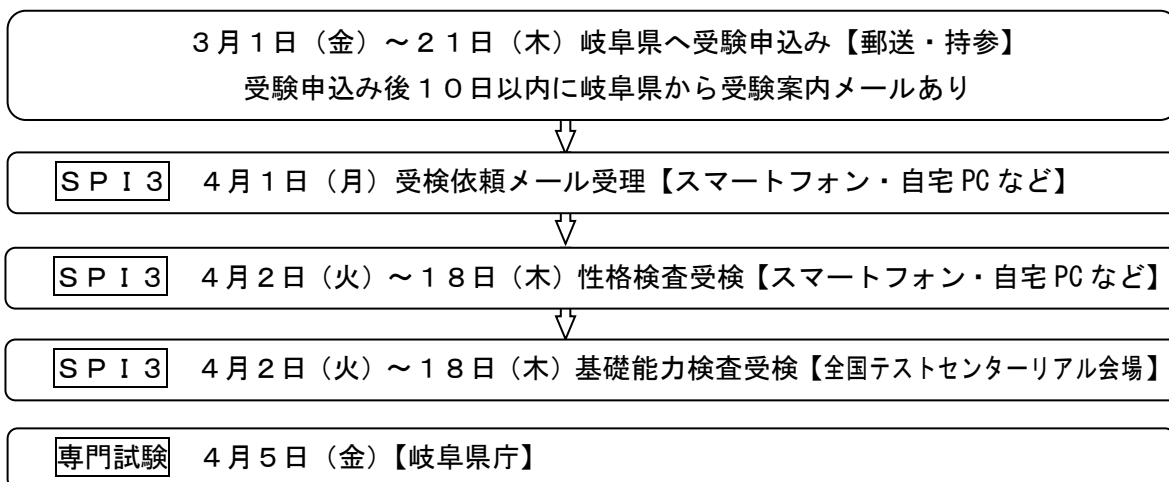 ３月１日（金）～２１日（木）岐阜県へ受験申込み【郵送・持参】
受験申込み後１０日以内に岐阜県から受験案内メールあり
ＳＰＩ３　４月１日（月）受検依頼メール受理【スマートフォン・自宅PCなど】
ＳＰＩ３　４月２日（火）～１８日（木）性格検査受検【スマートフォン・自宅PCなど】
ＳＰＩ３　４月２日（火）～１８日（木）基礎能力検査受検【全国テストセンターリアル会場】
専門試験　４月５日（金）【岐阜県庁】